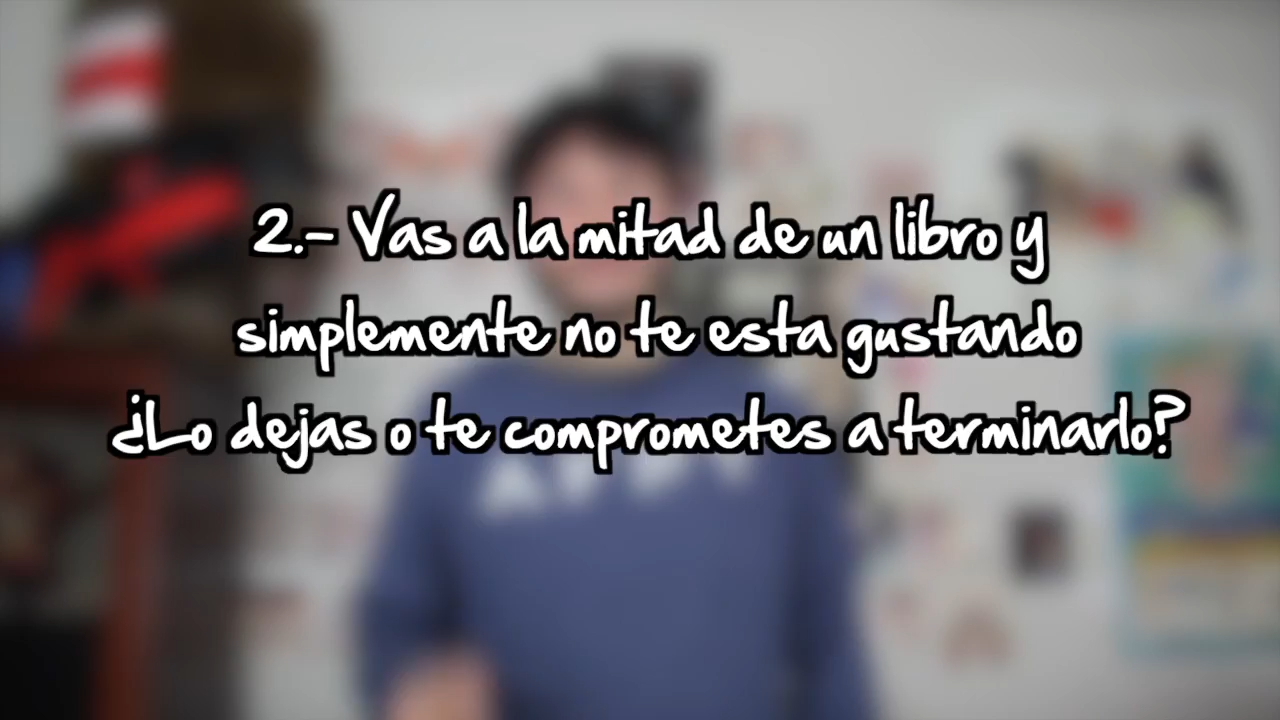 2.- Vas a la mitad de un libro y
simplemente no te esta gustando
¿Lo dejas o te comprometes a terminarlo?